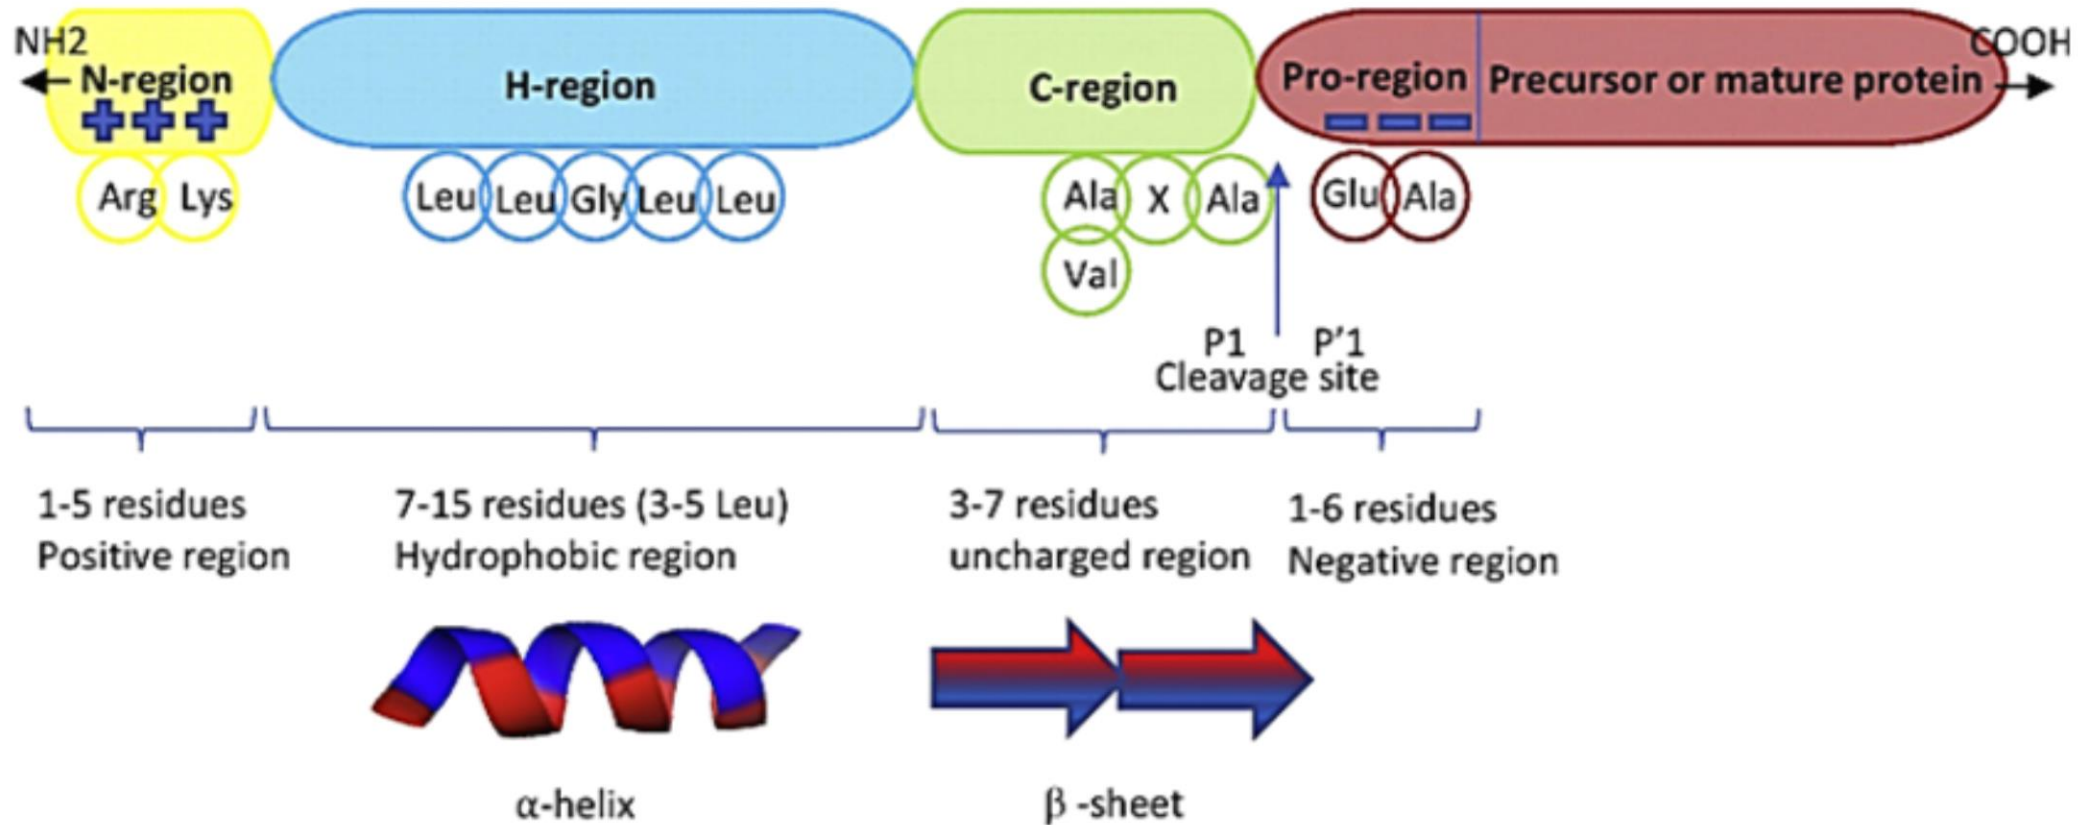 NH2
COOH
N-region
H-region
C-region
Pro-region
Precursor or mature protein
Arg Lys
Leu Leu Gly Leu Leu
Ala X Ala
Glu Ala
Val
P1 P'1
Cleavage site
1-5 residues
Positive region
7-15 residues (3-5 Leu)
Hydrophobic region
3-7 residues
uncharged region
1-6 residues
Negative region
α-helix
β -sheet